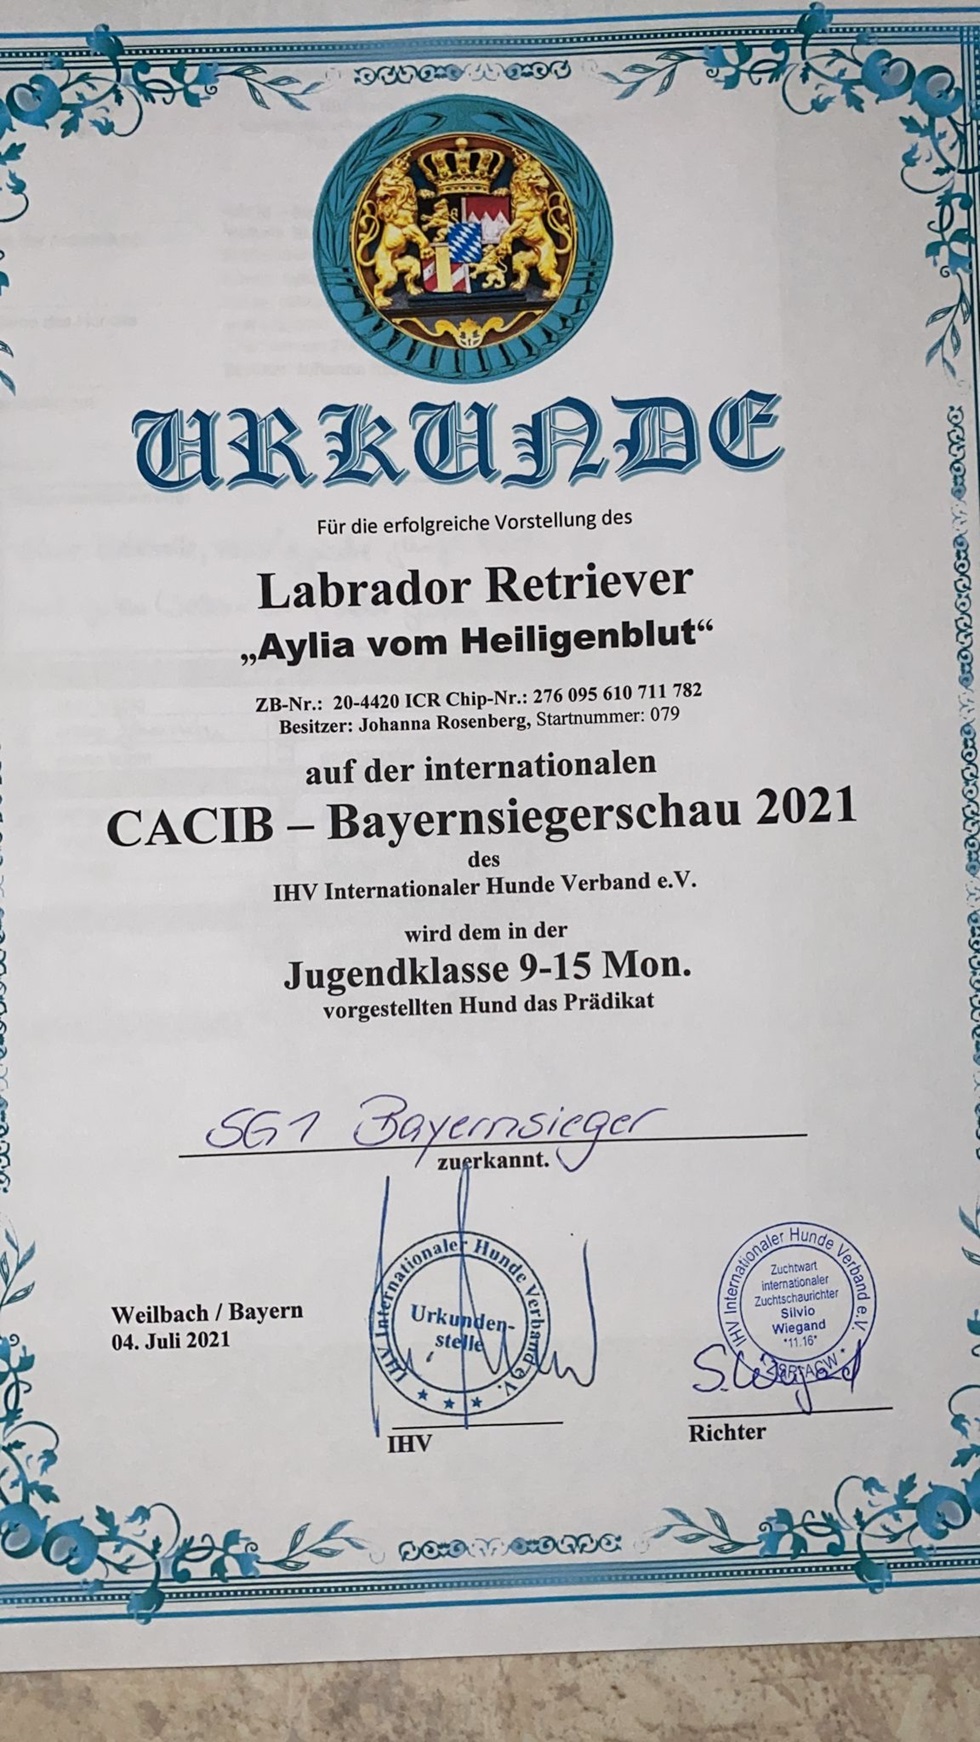 URKUNDE
Für die erfolgreiche Vorstellung des
Labrador Retriever
„Aylia vom Heiligenblut“
ZB-Nr.: 20-4420 ICR Chip-Nr.: 276 095 610 711 782
Besitzer: Johanna Rosenberg, Startnummer: 079
auf der internationalen
CACIB – Bayernsiegerschau 2021
des
IHV Internationaler Hunde Verband e.V.
wird dem in der
Jugendklasse 9-15 Mon.
vorgestellten Hund das Prädikat
SG1 Bayernsieger
zuerkannt.
Weilbach / Bayern
04. Juli 2021
IHV Internationaler Hunde Verband e.V.
Urkunden-
stelle
IHV
IHV Internationaler Hunde Verband e.V.
Zuchtwart
internationaler
Zuchtschaurichter
Silvio
Wiegand
*11.16*
S. Wiegand
Richter